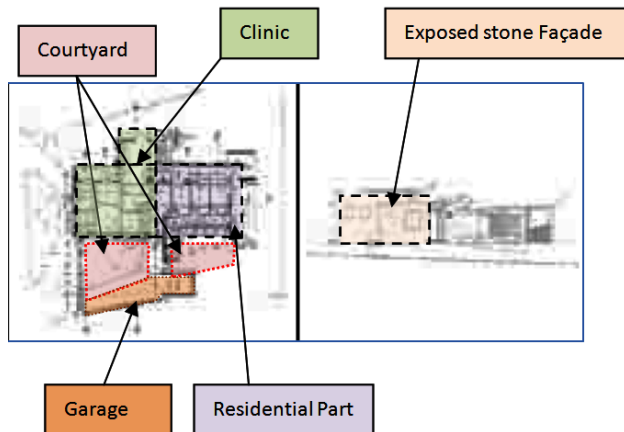 Courtyard
Clinic
Exposed stone Façade
Garage
Residential Part